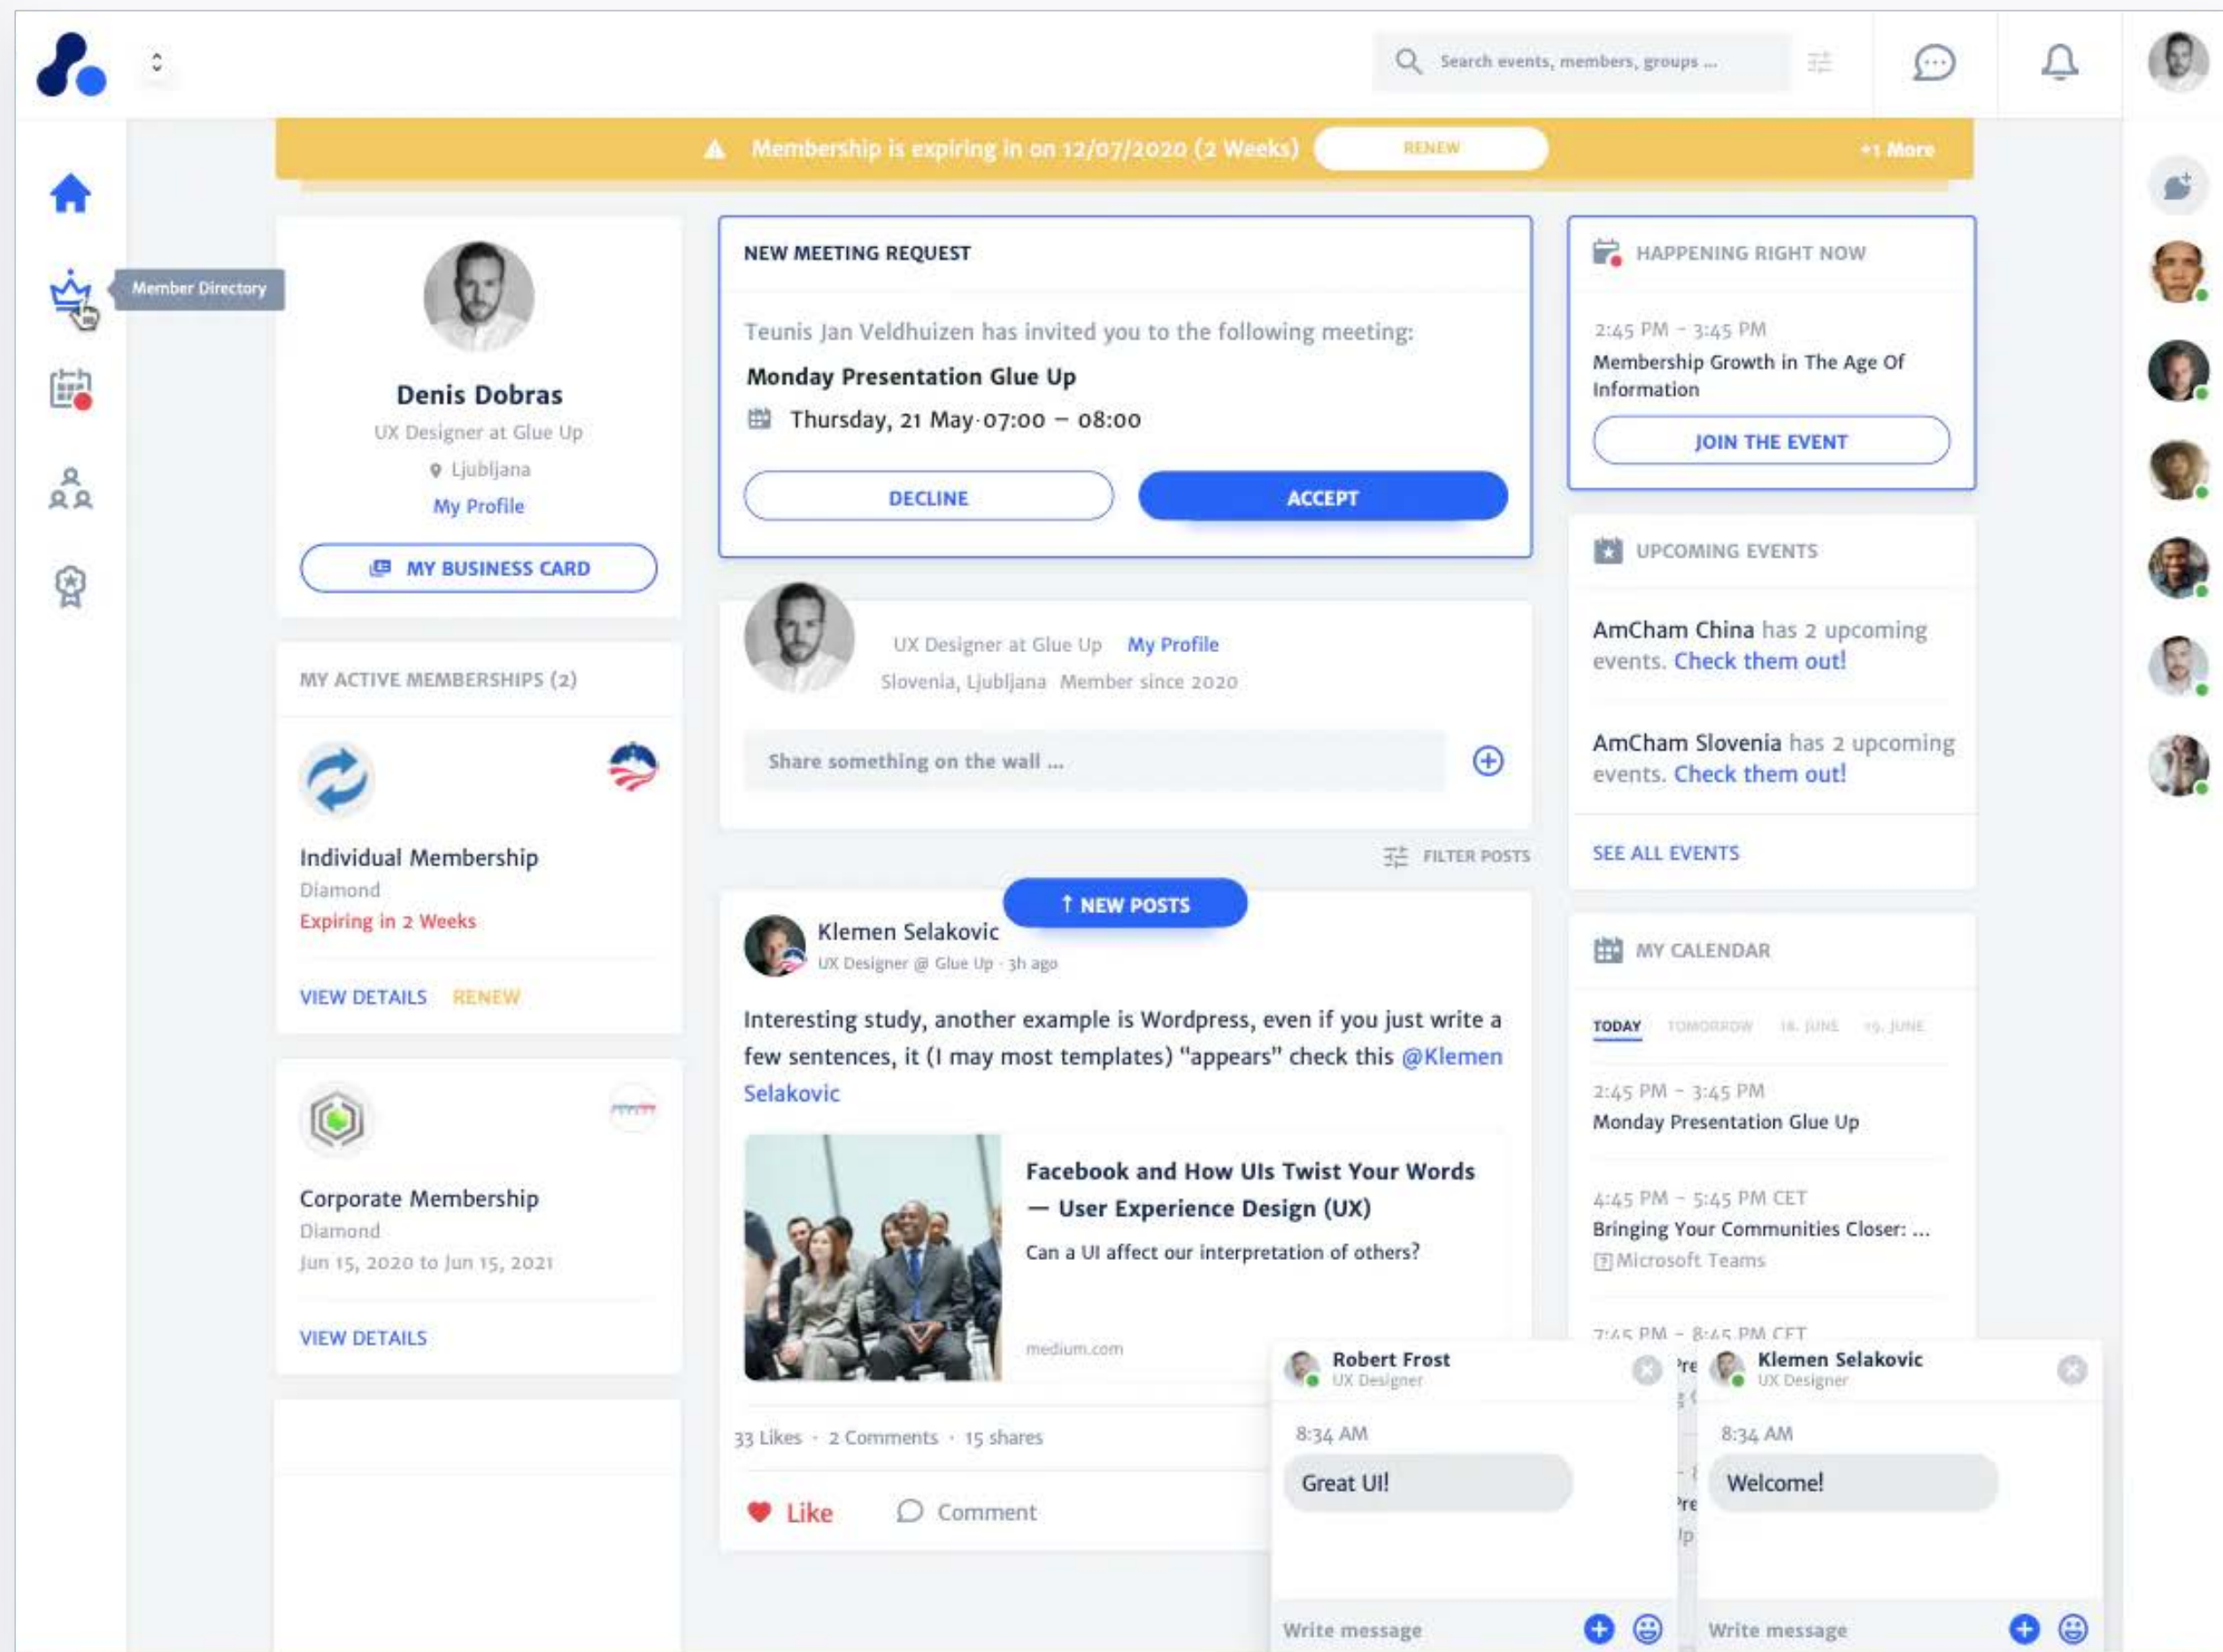 Search events, members, groups ...
Membership is expiring in on 12/07/2020 (2 Weeks)
RENEW
+1 More
Member Directory
Denis Dobras
UX Designer at Glue Up
Ljubljana
My Profile
MY BUSINESS CARD
MY ACTIVE MEMBERSHIPS (2)
Individual Membership
Diamond
Expiring in 2 Weeks
VIEW DETAILS RENEW
Corporate Membership
Diamond
Jun 15, 2020 to Jun 15, 2021
VIEW DETAILS
NEW MEETING REQUEST
Teunis Jan Veldhuizen has invited you to the following meeting:
Monday Presentation Glue Up
Thursday, 21 May·07:00 – 08:00
DECLINE
ACCEPT
UX Designer at Glue Up My Profile
Slovenia, Ljubljana Member since 2020
Share something on the wall ...
FILTER POSTS
↑ NEW POSTS
Klemen Selakovic
UX Designer @ Glue Up · 3h ago
Interesting study, another example is Wordpress, even if you just write a
few sentences, it (I may most templates) “appears” check this @Klemen
Selakovic
Facebook and How UIs Twist Your Words
— User Experience Design (UX)
Can a UI affect our interpretation of others?
medium.com
33 Likes · 2 Comments · 15 shares
Like
Comment
HAPPENING RIGHT NOW
2:45 PM – 3:45 PM
Membership Growth in The Age Of
Information
JOIN THE EVENT
UPCOMING EVENTS
AmCham China has 2 upcoming
events. Check them out!
AmCham Slovenia has 2 upcoming
events. Check them out!
SEE ALL EVENTS
MY CALENDAR
TODAY TOMORROW 18. JUNE 19. JUNE
2:45 PM – 3:45 PM
Monday Presentation Glue Up
4:45 PM – 5:45 PM CET
Bringing Your Communities Closer: ...
Microsoft Teams
7:45 PM – 8:45 PM CET
Robert Frost
UX Designer
8:34 AM
Great UI!
Write message
Klemen Selakovic
UX Designer
8:34 AM
Welcome!
Write message